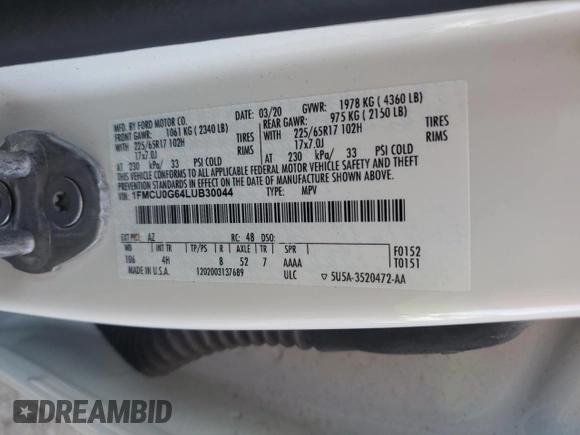 MFD. BY FORD MOTOR CO.
DATE: 03/20 GVWR: 1978 KG ( 4360 LB)
FRONT GAWR: 1061 KG ( 2340 LB) REAR GAWR: 975 KG ( 2150 LB)
WITH 225/65R17 102H TIRES WITH 225/65R17 102H TIRES
17x7.0J RIMS 17x7.0J RIMS
AT 230 kPa/ 33 PSI COLD AT 230 kPa/ 33 PSI COLD
THIS VEHICLE CONFORMS TO ALL APPLICABLE FEDERAL MOTOR VEHICLE SAFETY AND THEFT PREVENTION STANDARDS IN EFFECT ON THE DATE OF MANUFACTURE SHOWN ABOVE.
VIN: 1FMCU0G64LUB30044 TYPE: MPV
EXT PNT: AZ RC: 48 DSO:
WB TP/PS R AXLE TR SPR F0152
106 4H 8 52 7 AAAA T0151
MADE IN U.S.A. 1202003137689 ULC 5U5A-3520472-AA
DREAMBID